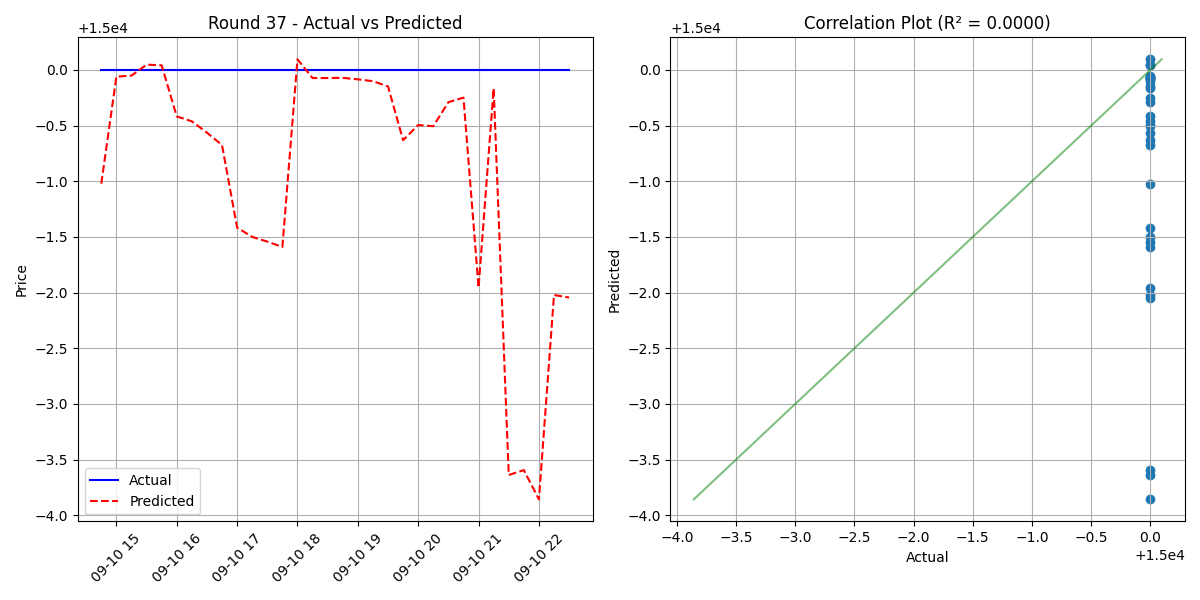 Round 37 - Actual vs Predicted
+1.5e4
0.0
−0.5
−1.0
−1.5
−2.0
−2.5
−3.0
−3.5
−4.0
Price
Actual
Predicted
09-10 15
09-10 16
09-10 17
09-10 18
09-10 19
09-10 20
09-10 21
09-10 22
Correlation Plot (R² = 0.0000)
+1.5e4
0.0
−0.5
−1.0
−1.5
−2.0
−2.5
−3.0
−3.5
−4.0
Predicted
−4.0 −3.5 −3.0 −2.5 −2.0 −1.5 −1.0 −0.5 0.0
+1.5e4
Actual